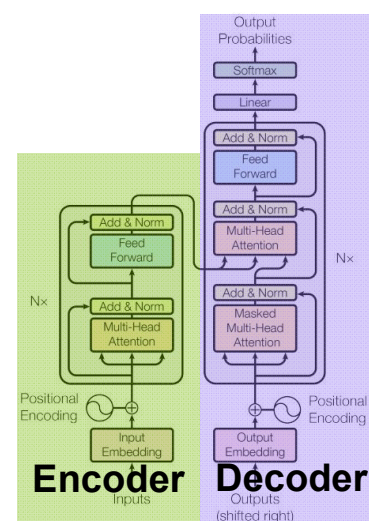 Output
Probabilities
Softmax
Linear
Add & Norm
Feed
Forward
Add & Norm
Multi-Head
Attention
Add & Norm
Masked
Multi-Head
Attention
Nx
Positional
Encoding
Output
Embedding
Decoder
Outputs
(shifted right)
Add & Norm
Feed
Forward
Add & Norm
Multi-Head
Attention
Nx
Positional
Encoding
Input
Embedding
Encoder
Inputs